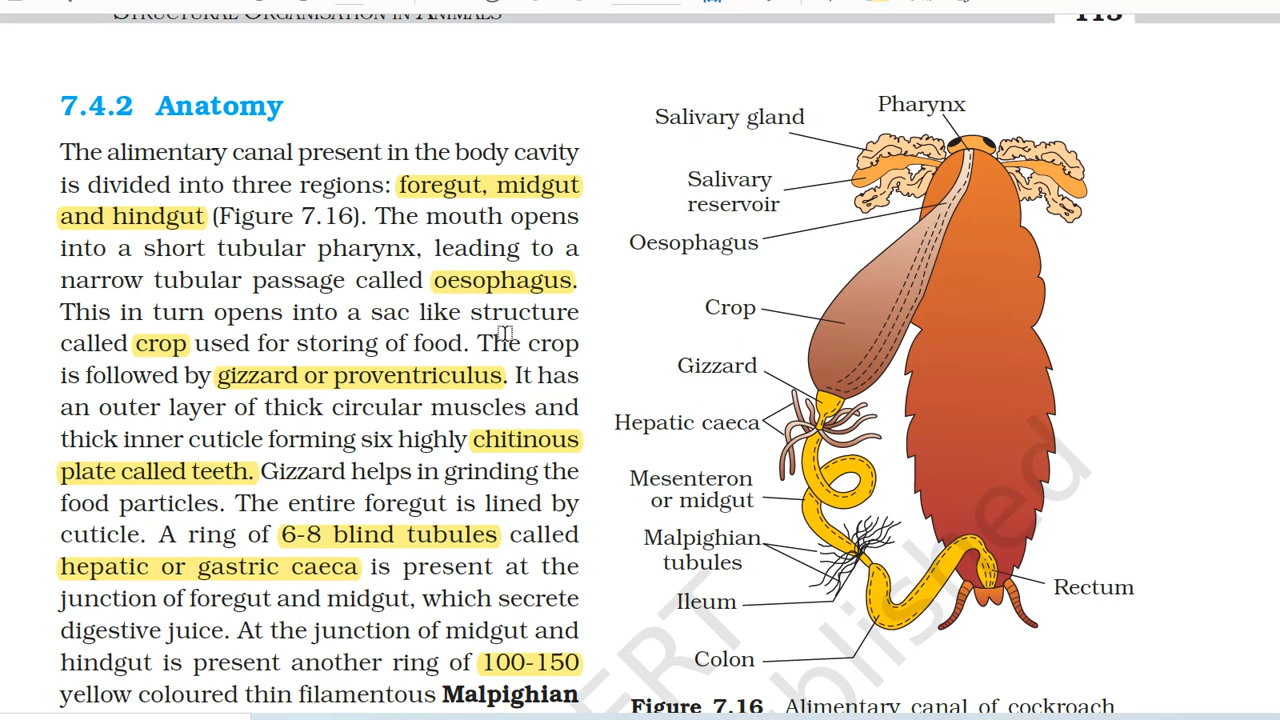 STRUCTURAL ORGANISATION IN ANIMALS
113
7.4.2 Anatomy
The alimentary canal present in the body cavity
is divided into three regions: foregut, midgut
and hindgut (Figure 7.16). The mouth opens
into a short tubular pharynx, leading to a
narrow tubular passage called oesophagus.
This in turn opens into a sac like structure
called crop used for storing of food. The crop
is followed by gizzard or proventriculus. It has
an outer layer of thick circular muscles and
thick inner cuticle forming six highly chitinous
plate called teeth. Gizzard helps in grinding the
food particles. The entire foregut is lined by
cuticle. A ring of 6-8 blind tubules called
hepatic or gastric caeca is present at the
junction of foregut and midgut, which secrete
digestive juice. At the junction of midgut and
hindgut is present another ring of 100-150
yellow coloured thin filamentous Malpighian
Pharynx
Salivary gland
Salivary
reservoir
Oesophagus
Crop
Gizzard
Hepatic caeca
Mesenteron
or midgut
Malpighian
tubules
Ileum
Rectum
Colon
Figure 7.16 Alimentary canal of cockroach